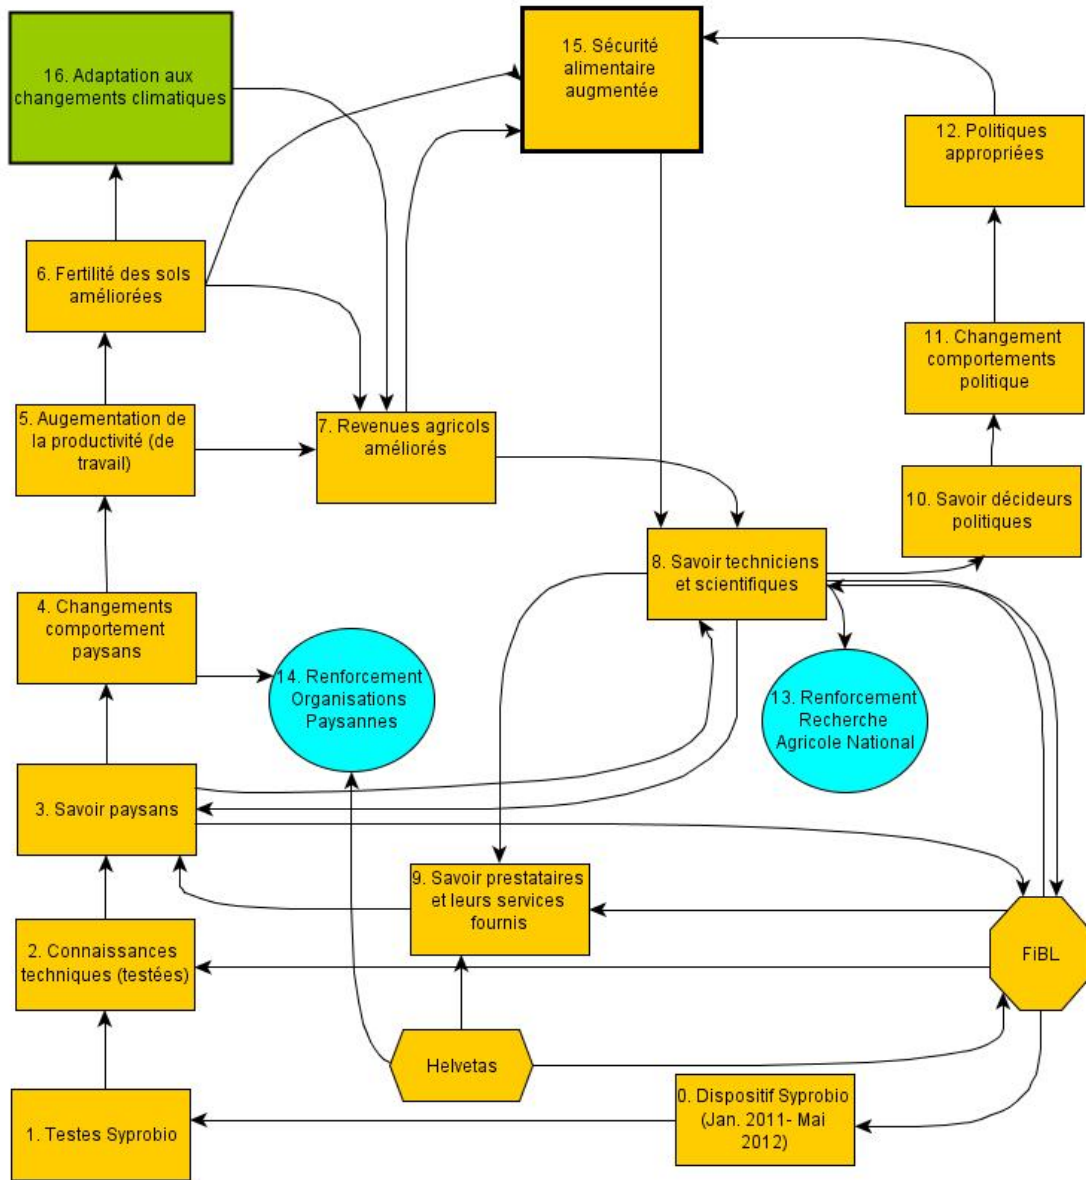 16. Adaptation aux
changements climatiques
15. Sécurité
alimentaire
augmentée
12. Politiques
appropriées
6. Fertilité des sols
améliorées
11. Changement
comportements
politique
5. Augementation de
la productivité (de
travail)
7. Revenues agricols
améliorés
10. Savoir décideurs
politiques
8. Savoir techniciens
et scientifiques
4. Changements
comportement
paysans
14. Renforcement
Organisations
Paysannes
13. Renforcement
Recherche
Agricole National
3. Savoir paysans
9. Savoir prestataires
et leurs services
fournis
2. Connaissances
techniques (testées)
FiBL
Helvetas
0. Dispositif Syprobio
(Jan. 2011- Mai
2012)
1. Testes Syprobio